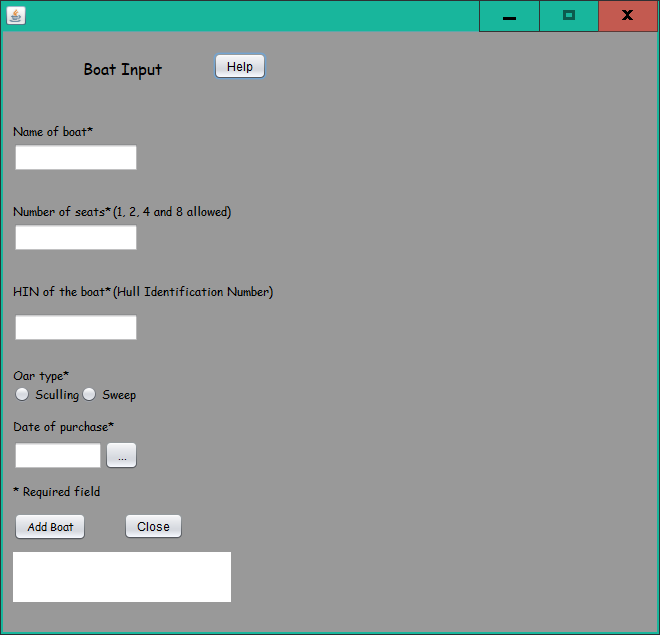 Boat Input
Help
Name of boat*
Number of seats* (1, 2, 4 and 8 allowed)
HIN of the boat* (Hull Identification Number)
Oar type*
Sculling Sweep
Date of purchase*
...
* Required field
Add Boat Close